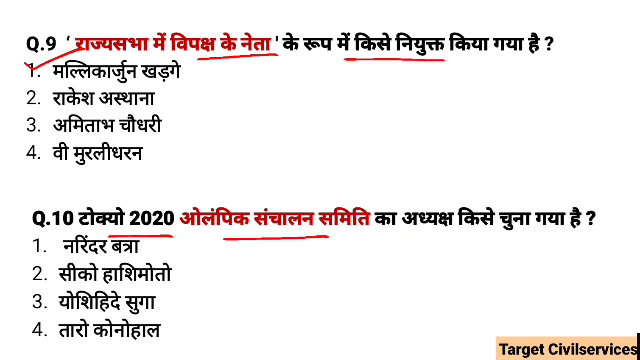 Q.9 ' राज्यसभा में विपक्ष के नेता ' के रूप में किसे नियुक्त किया गया है ?
1. मल्लिकार्जुन खड़गे
2. राकेश अस्थाना
3. अमिताभ चौधरी
4. वी मुरलीधरन
Q.10 टोक्यो 2020 ओलंपिक संचालन समिति का अध्यक्ष किसे चुना गया है ?
1. नरिंदर बत्रा
2. सीको हाशिमोतो
3. योशिहिदे सुगा
4. तारो कोनोहाल
Target Civilservices